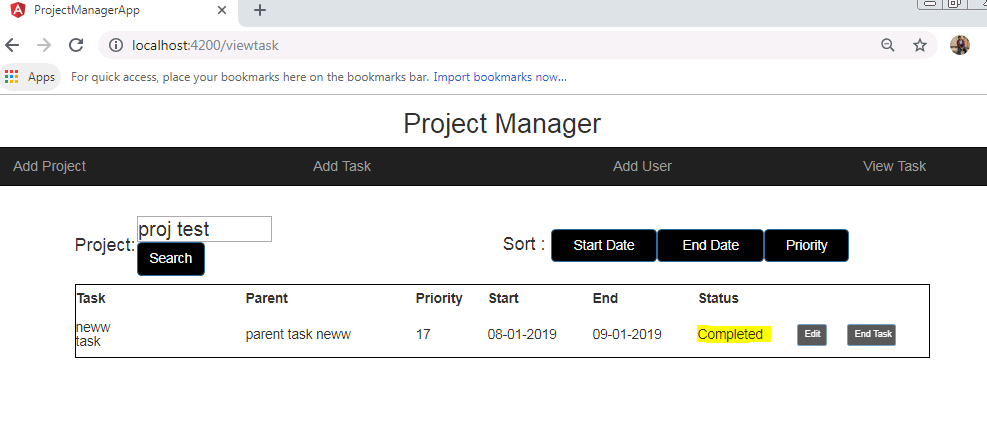 ProjectManagerApp
localhost:4200/viewtask
Apps For quick access, place your bookmarks here on the bookmarks bar. Import bookmarks now...
Project Manager
Add Project Add Task Add User View Task
Project: proj test Sort : Start Date End Date Priority
Search
Task Parent Priority Start End Status
neww task parent task neww 17 08-01-2019 09-01-2019 Completed Edit End Task